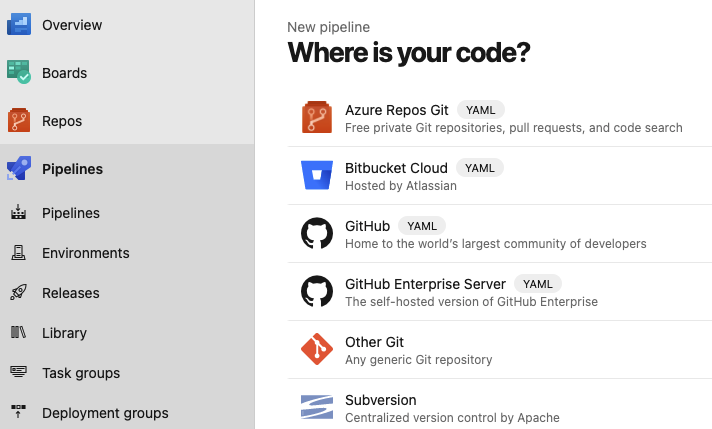 Overview
Boards
Repos
Pipelines
Pipelines
Environments
Releases
Library
Task groups
Deployment groups
New pipeline
Where is your code?
Azure Repos Git YAML
Free private Git repositories, pull requests, and code search
Bitbucket Cloud YAML
Hosted by Atlassian
GitHub YAML
Home to the world’s largest community of developers
GitHub Enterprise Server YAML
The self-hosted version of GitHub Enterprise
Other Git
Any generic Git repository
Subversion
Centralized version control by Apache